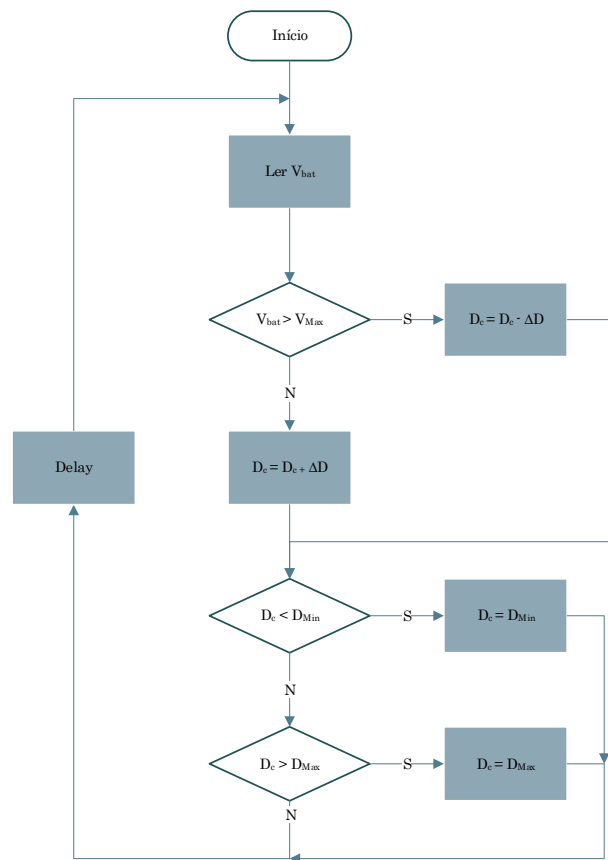 Início
Ler Vbat
Vbat > VMax
S
Dc = Dc - ΔD
N
Delay
Dc = Dc + ΔD
Dc < DMin
S
Dc = DMin
N
Dc > DMax
S
Dc = DMax
N